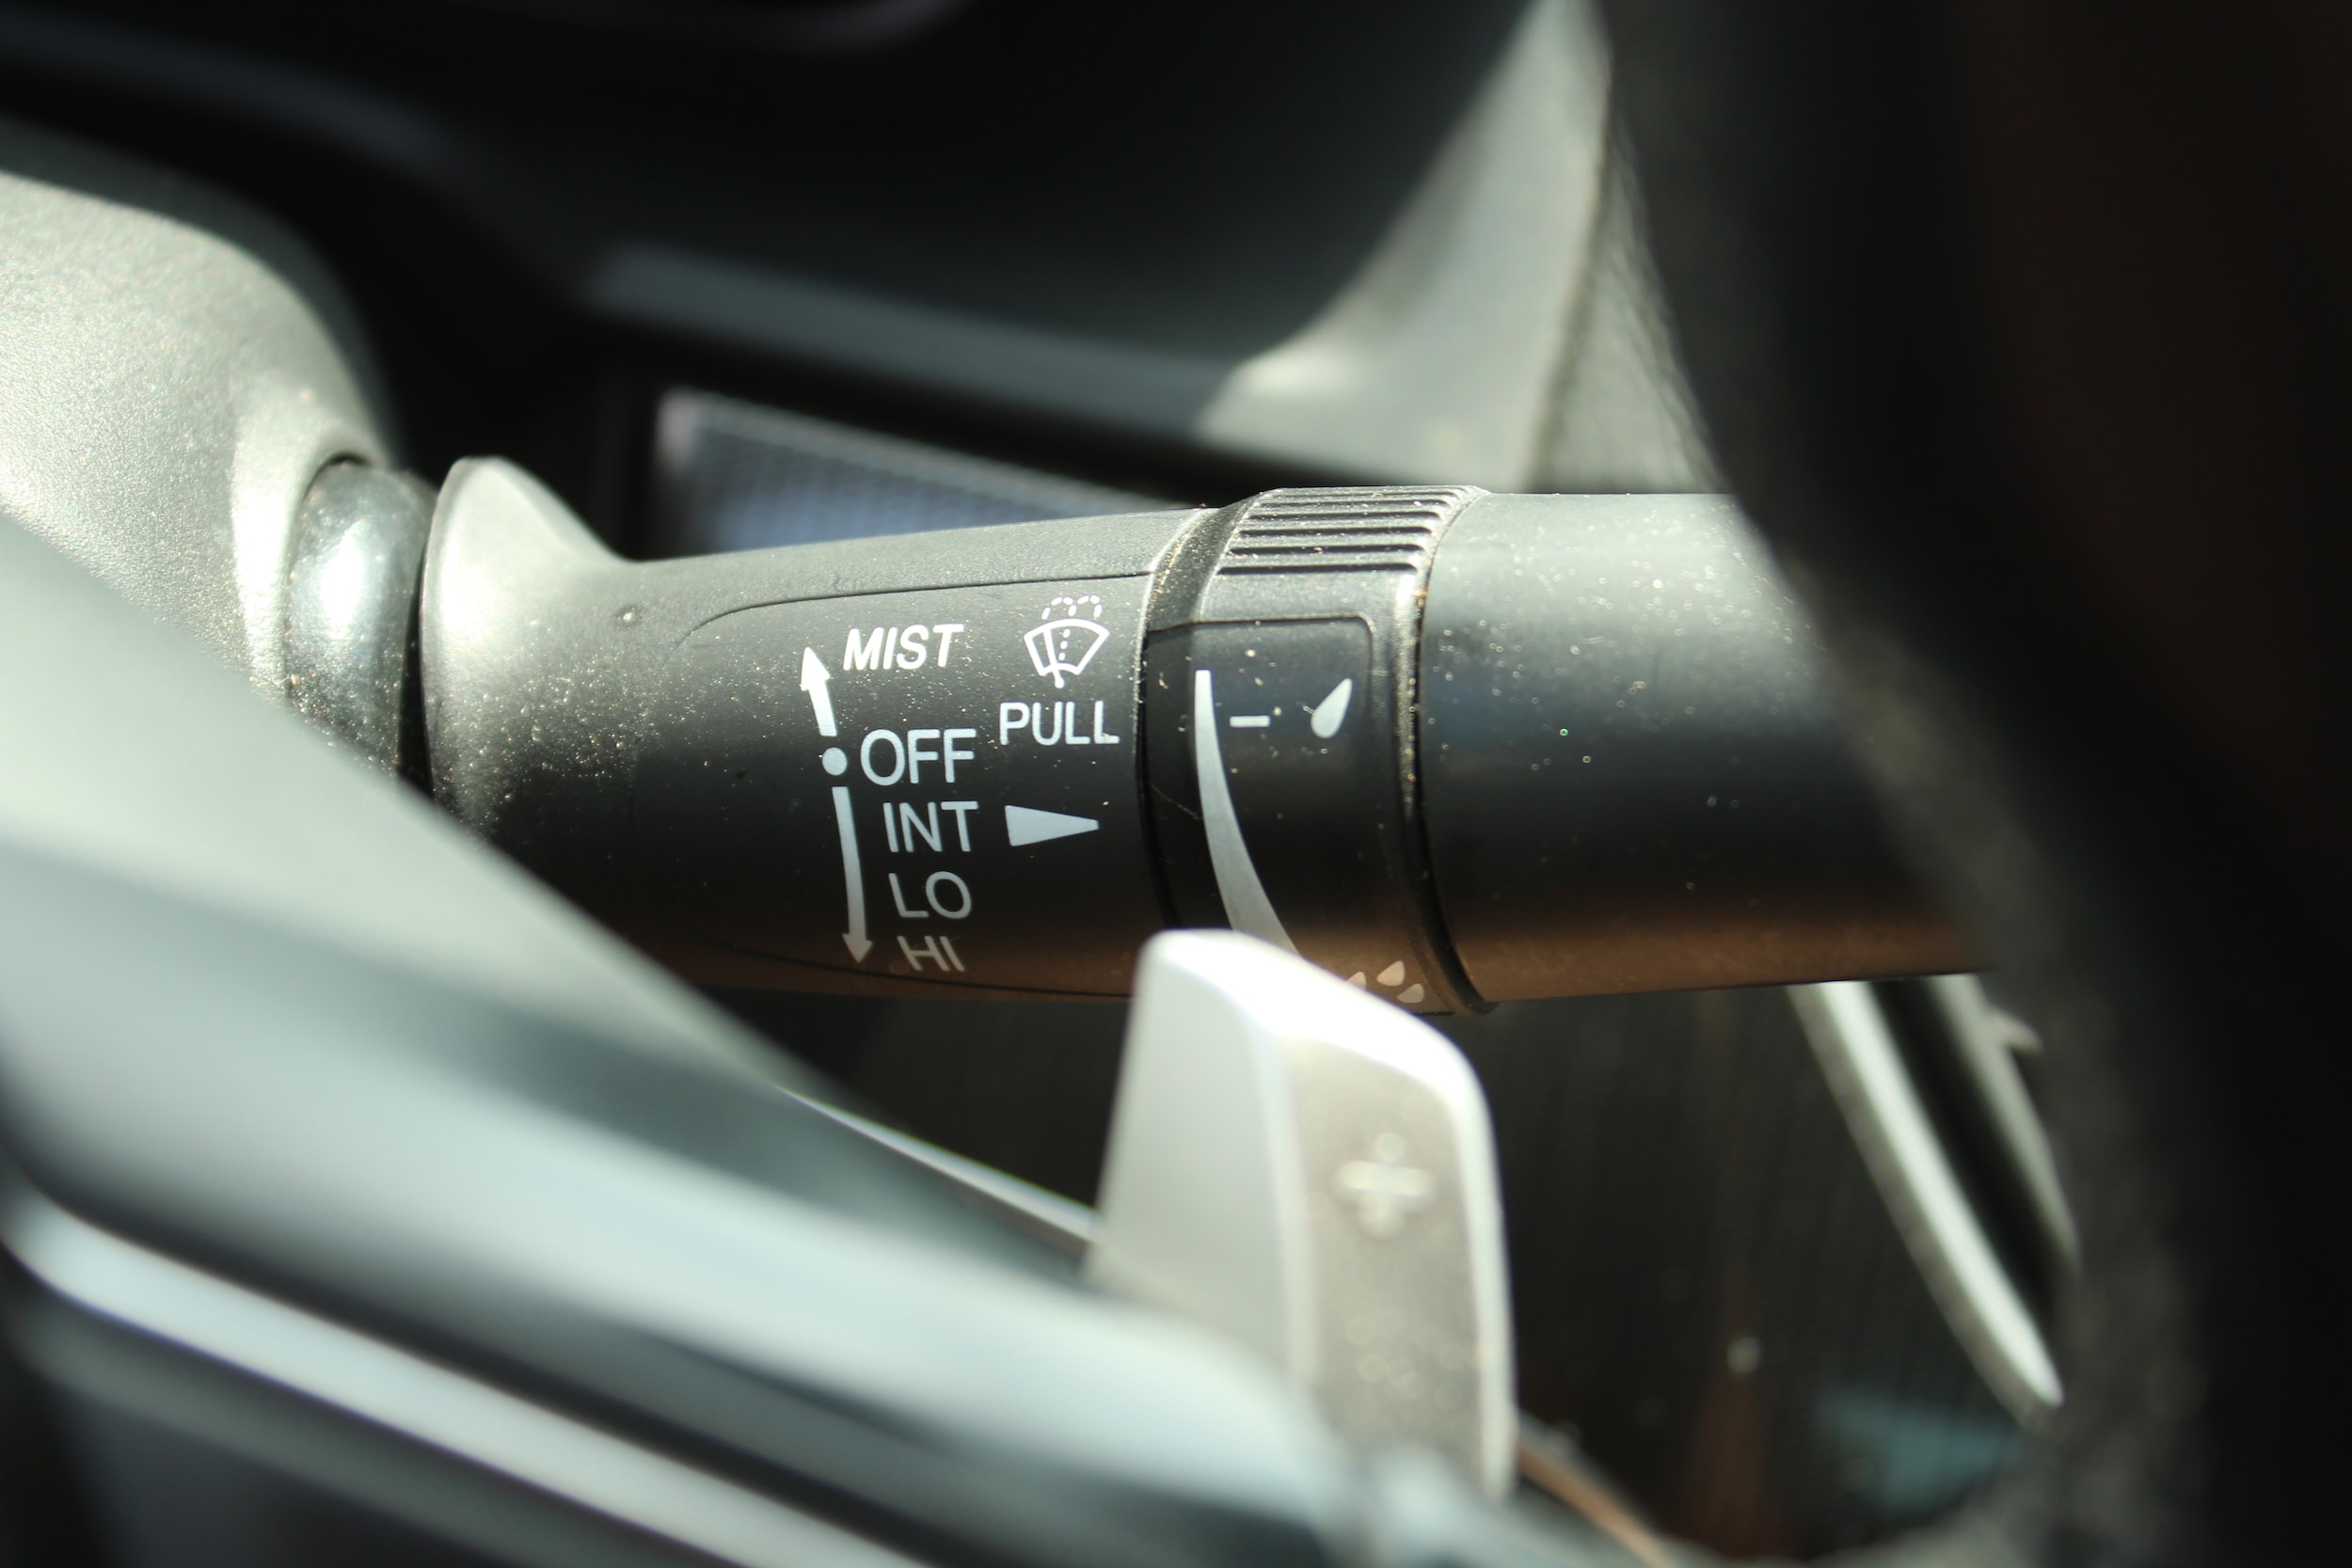 MIST
PULL
OFF
INT
LO
HI
-
+